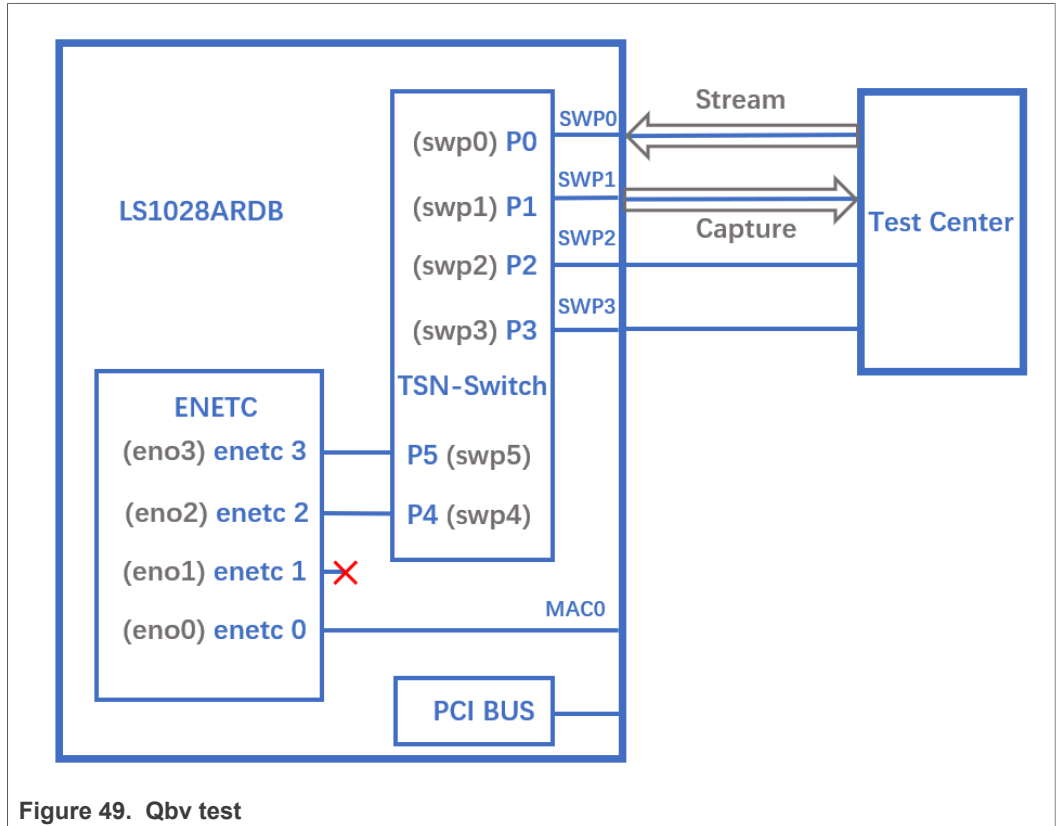 Stream
SWP0
(swp0) P0
SWP1
LS1028ARDB
(swp1) P1
Capture
Test Center
SWP2
(swp2) P2
SWP3
(swp3) P3
TSN-Switch
ENETC
(eno3) enetc 3
P5 (swp5)
(eno2) enetc 2
P4 (swp4)
(eno1) enetc 1
MAC0
(eno0) enetc 0
PCI BUS
Figure 49. Qbv test